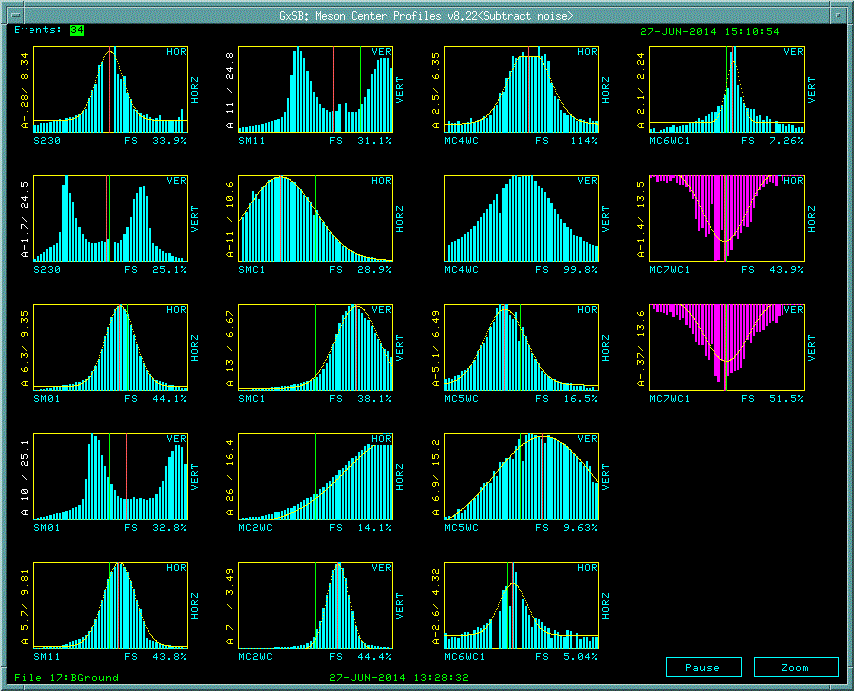 GxSB: Meson Center Profiles v8.22<Subtract noise>
Events: 34
27-JUN-2014 15:10:54
A-.28/ 8.34 HOR HORZ
S230 FS 33.9%
A 11 / 24.8 VER VERT
SM11 FS 31.1%
A 2.5/ 6.35 HOR HORZ
MC4WC FS 114%
A 2.1/ 2.24 HOR HORZ
MC6WC1 FS 7.26%
A-1.7/ 24.5 VER VERT
S230 FS 25.1%
A-11 / 10.6 HOR HORZ
SMC1 FS 28.9%
VER VERT
MC4WC FS 99.8%
A-1.4/ 13.5 HOR HORZ
MC7WC1 FS 43.9%
A 6.3/ 9.35 HOR HORZ
SM01 FS 44.1%
A 13 / 6.67 VER VERT
SMC1 FS 38.1%
A-5.1/ 6.49 HOR HORZ
MC5WC FS 16.5%
A-.37/ 13.6 VER VERT
MC7WC1 FS 51.5%
A 10 / 25.1 VER VERT
SM01 FS 32.8%
A 26 / 16.4 HOR HORZ
MC2WC FS 14.1%
A 6.9/ 15.2 VER VERT
MC5WC FS 9.63%
A 5.7/ 9.81 HOR HORZ
SM11 FS 43.8%
A 7 / 3.49 VER VERT
MC2WC FS 44.4%
A-2.6/ 4.32 HOR HORZ
MC6WC1 FS 5.04%
Pause Zoom
File 17:BGround
27-JUN-2014 13:28:32